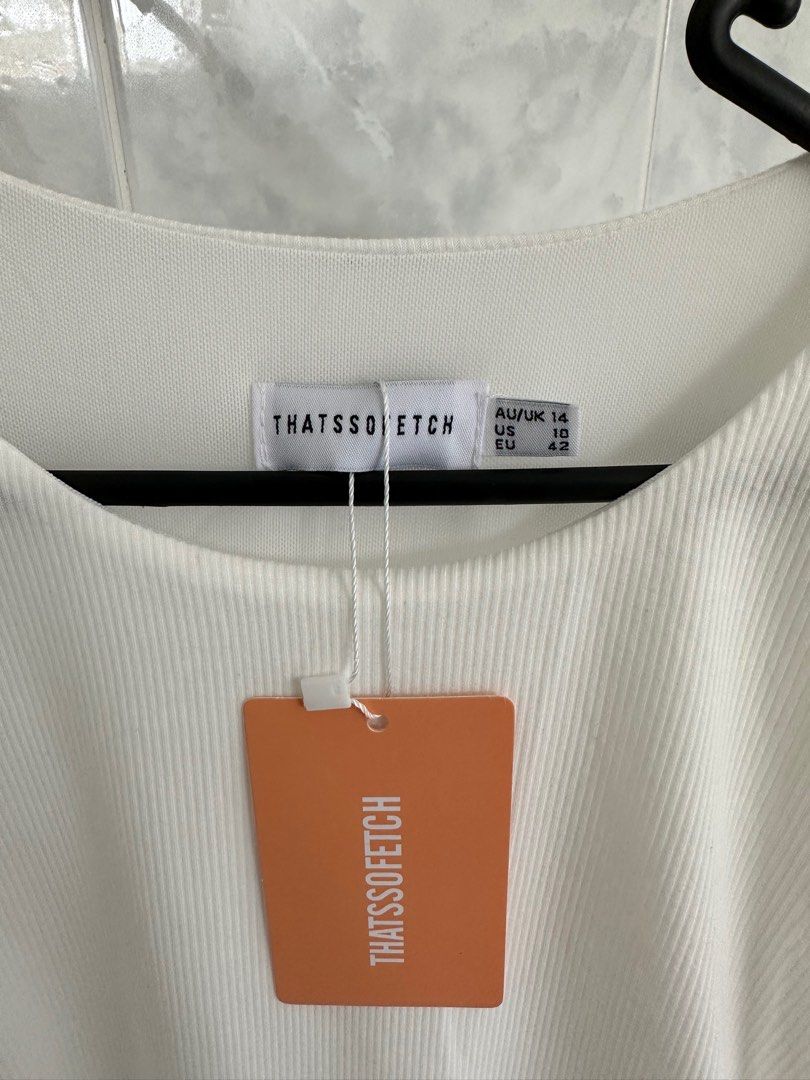 THATSSOFETCH
AU/UK 14
US 10
EU 42
THATSSOFETCH